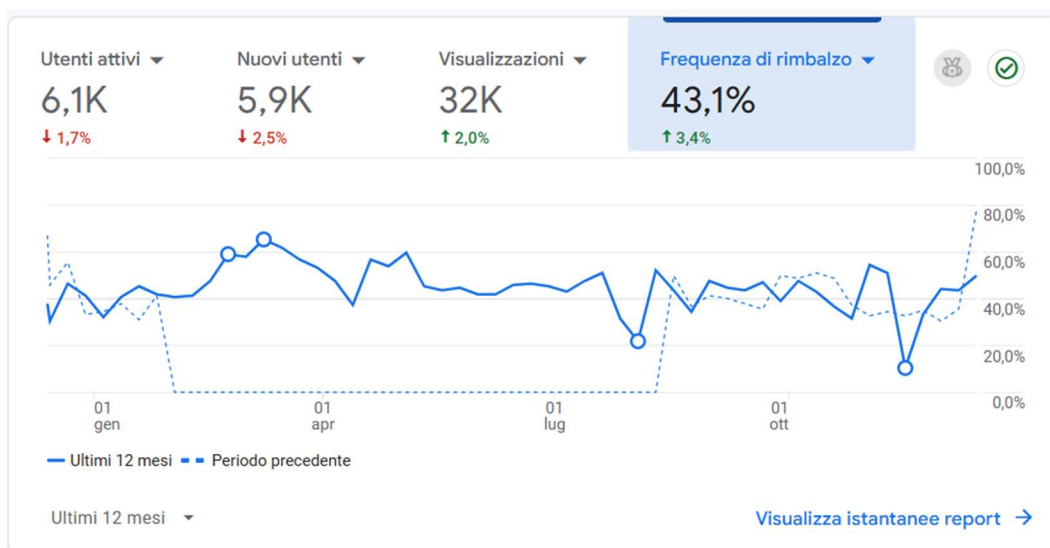 Utenti attivi
Nuovi utenti
Visualizzazioni
Frequenza di rimbalzo
6,1K
5,9K
32K
43,1%
↓ 1,7%
↓ 2,5%
↑ 2,0%
↑ 3,4%
100,0%
80,0%
60,0%
40,0%
20,0%
0,0%
01
gen
01
apr
01
lug
01
ott
Ultimi 12 mesi
Periodo precedente
Ultimi 12 mesi
Visualizza istantanee report →